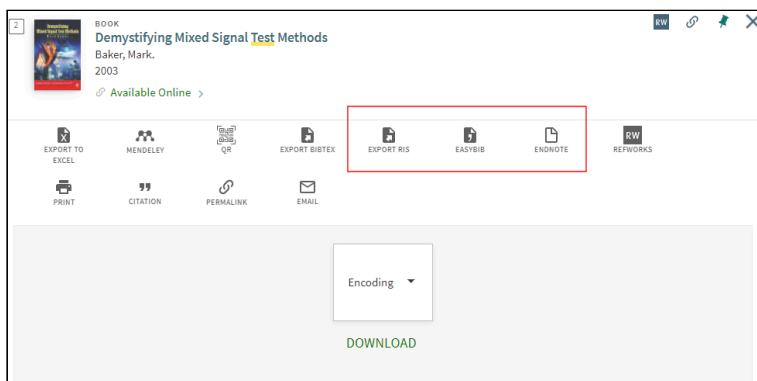 2
BOOK
Demystifying Mixed Signal Test Methods
Baker, Mark.
2003
Available Online
RW
EXPORT TO EXCEL
MENDELEY
QR
EXPORT BIBTEX
EXPORT RIS
EASYBIB
ENDNOTE
RW
REFWORKS
PRINT
CITATION
PERMALINK
EMAIL
Encoding
DOWNLOAD